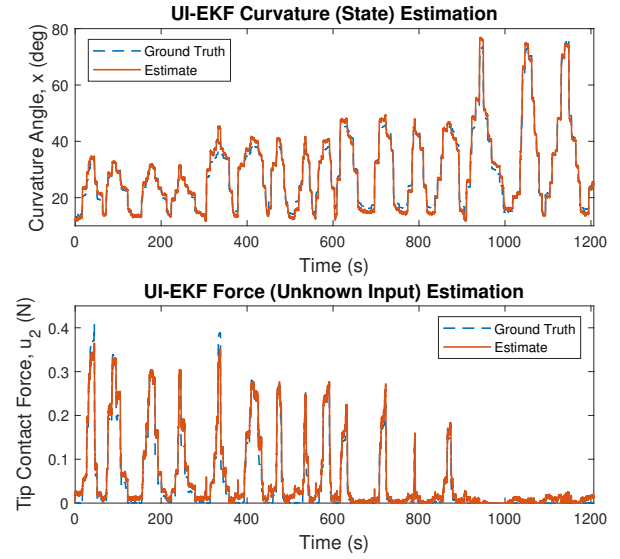 UI-EKF Curvature (State) Estimation
Curvature Angle, x (deg)
80
60
40
20
Ground Truth
Estimate
0 200 400 600 800 1000 1200
Time (s)
UI-EKF Force (Unknown Input) Estimation
Tip Contact Force, u₂ (N)
0.4
0.3
0.2
0.1
0
Ground Truth
Estimate
0 200 400 600 800 1000 1200
Time (s)